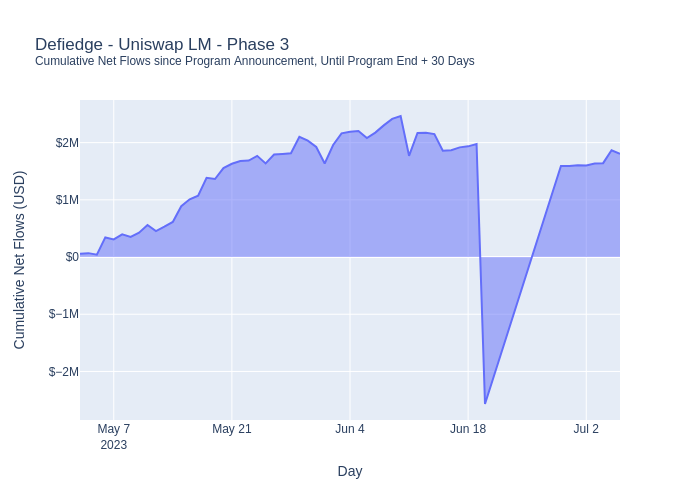 Defiedge - Uniswap LM - Phase 3
Cumulative Net Flows since Program Announcement, Until Program End + 30 Days
Cumulative Net Flows (USD)
$2M
$1M
$0
$−1M
$−2M
May 7
2023
May 21
Jun 4
Jun 18
Jul 2
Day